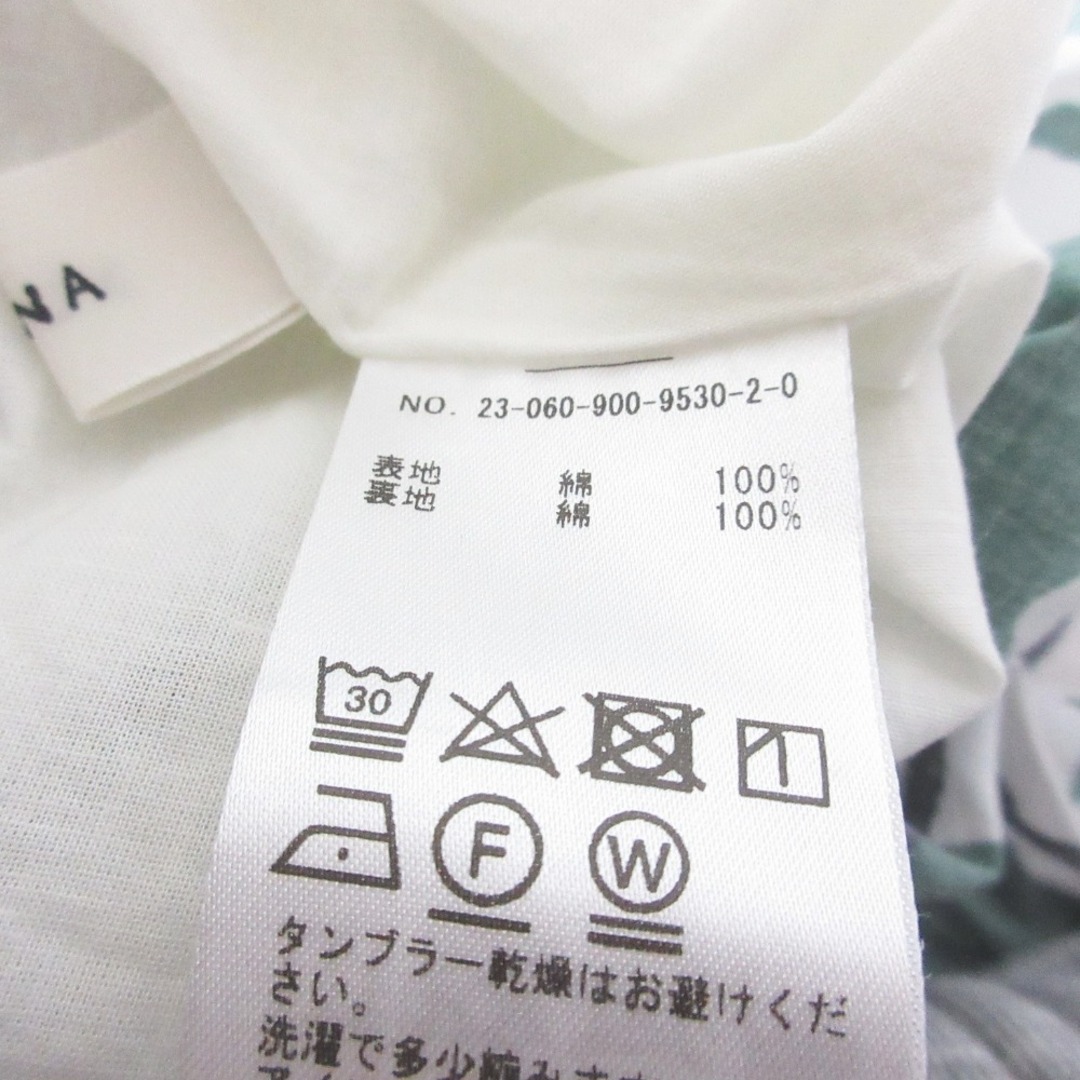 NA
NO. 23-060-900-9530-2-0
表地 綿 100%
裏地 綿 100%
30
F W
タンブラー乾燥はお避けくだ
さい。
洗濯で多少縮みます